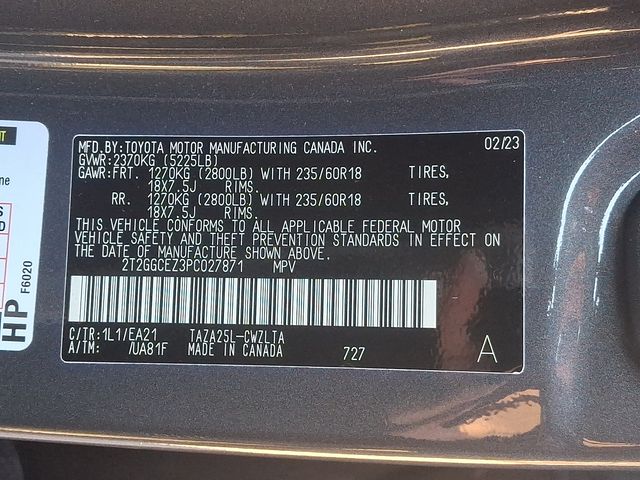 MFD.BY:TOYOTA MOTOR MANUFACTURING CANADA INC. 02/23
GVWR:2370KG (5225LB)
GAWR:FRT. 1270KG (2800LB) WITH 235/60R18 TIRES,
18X7.5J RIMS.
RR. 1270KG (2800LB) WITH 235/60R18 TIRES,
18X7.5J RIMS.
THIS VEHICLE CONFORMS TO ALL APPLICABLE FEDERAL MOTOR
VEHICLE SAFETY AND THEFT PREVENTION STANDARDS IN EFFECT ON
THE DATE OF MANUFACTURE SHOWN ABOVE.
2T2GGCEZ3PC027871 MPV
C/TR:1L1/EA21 TAZA25L-CWZLTA
A/TM: /UA81F MADE IN CANADA 727 A
HP
F6020